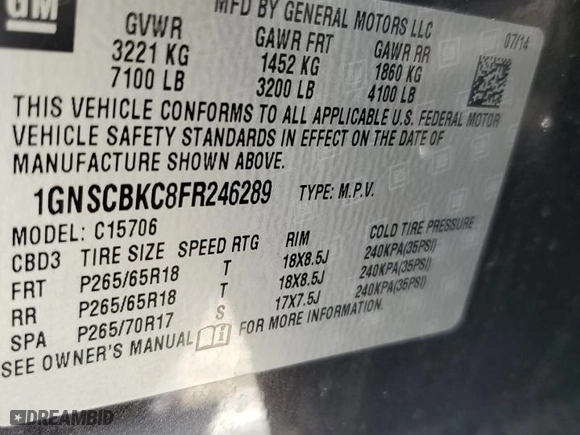 GM
MFD BY GENERAL MOTORS LLC
GVWR GAWR FRT GAWR RR 07/14
3221 KG 1452 KG 1860 KG
7100 LB 3200 LB 4100 LB
THIS VEHICLE CONFORMS TO ALL APPLICABLE U.S. FEDERAL MOTOR
VEHICLE SAFETY STANDARDS IN EFFECT ON THE DATE OF
MANUFACTURE SHOWN ABOVE.
1GNSCBKC8FR246289 TYPE: M.P.V.
MODEL: C15706
CBD3 TIRE SIZE SPEED RTG RIM COLD TIRE PRESSURE
FRT P265/65R18 T 18X8.5J 240KPA(35PSI)
RR P265/65R18 T 18X8.5J 240KPA(35PSI)
SPA P265/70R17 S 17X7.5J 240KPA(35PSI)
SEE OWNER'S MANUAL FOR MORE INFORMATION.
DREAMBID